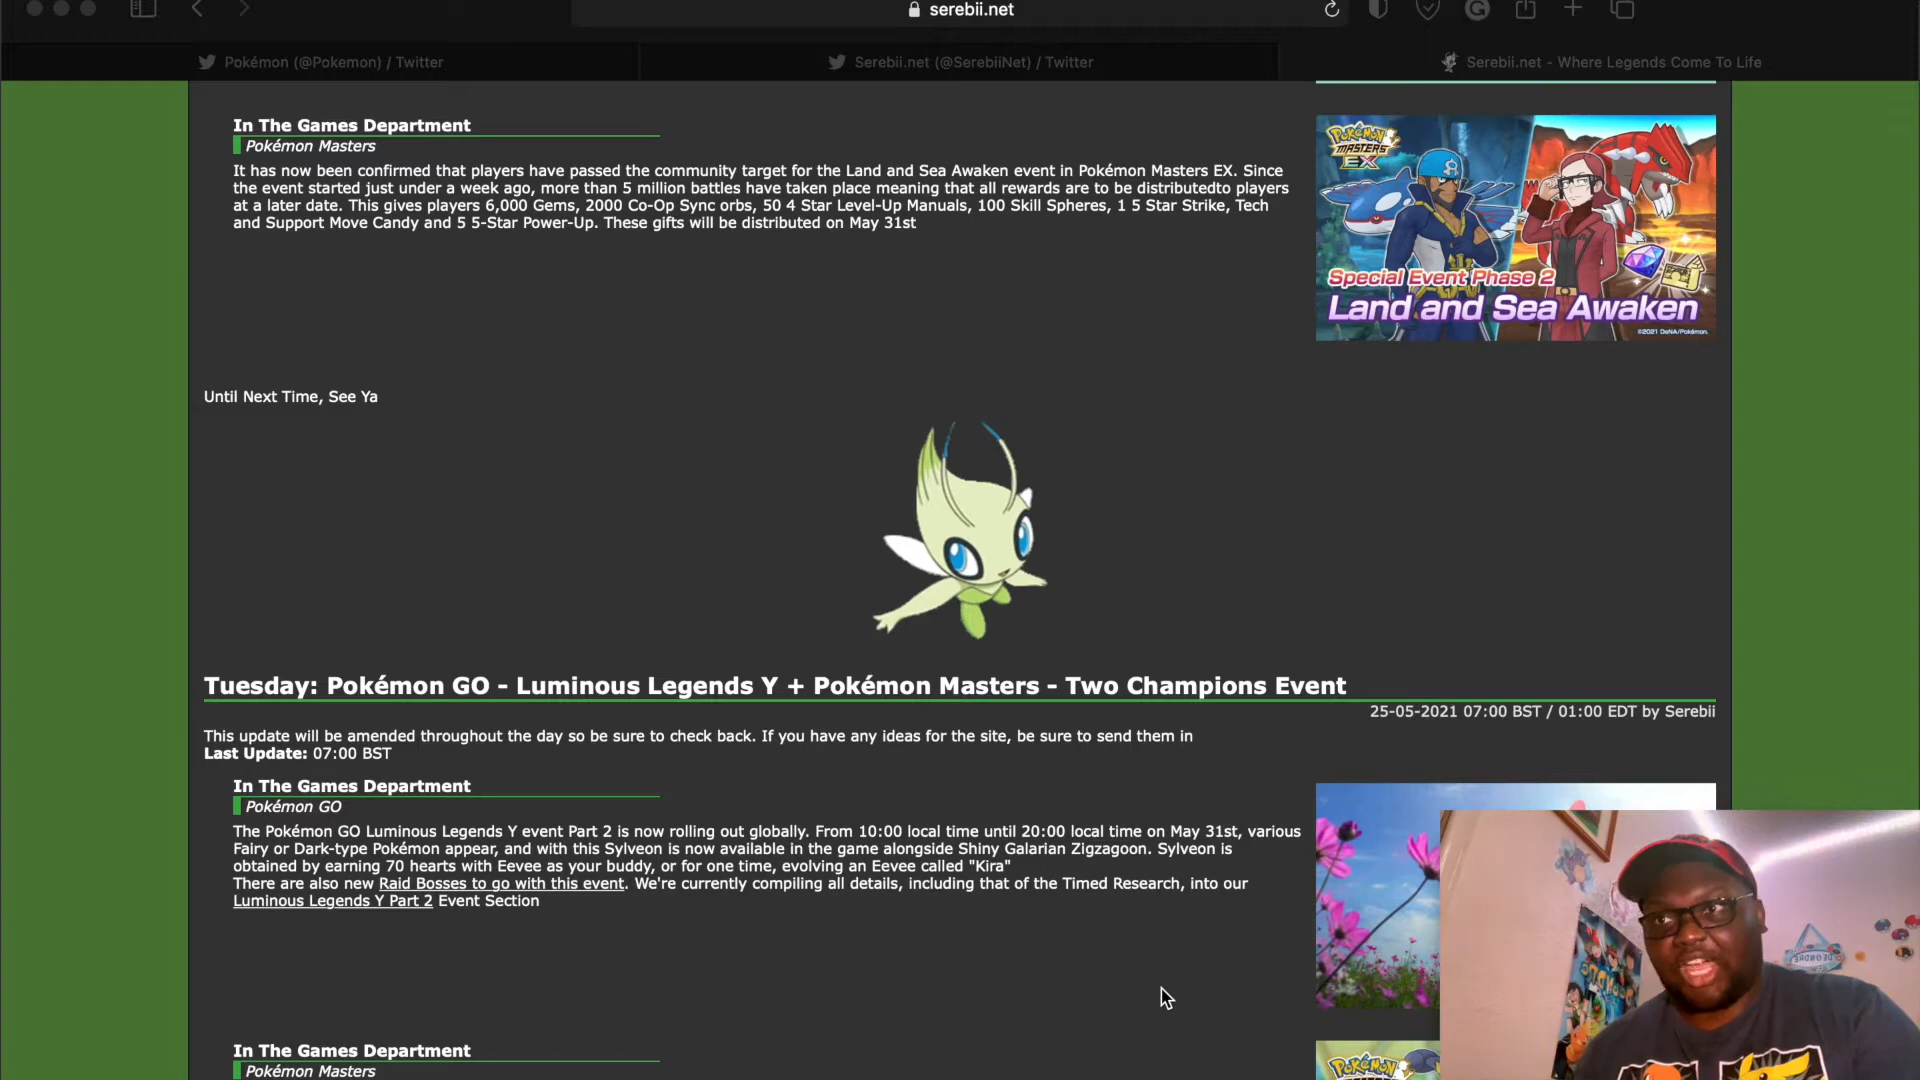 serebii.net
Pokémon (@Pokemon) / Twitter
Serebii.net (@SerebiiNet) / Twitter
Serebii.net - Where Legends Come To Life
In The Games Department
Pokémon Masters
It has now been confirmed that players have passed the community target for the Land and Sea Awaken event in Pokémon Masters EX. Since
the event started just under a week ago, more than 5 million battles have taken place meaning that all rewards are to be distributedto players
at a later date. This gives players 6,000 Gems, 2000 Co-Op Sync orbs, 50 4 Star Level-Up Manuals, 100 Skill Spheres, 1 5 Star Strike, Tech
and Support Move Candy and 5 5-Star Power-Up. These gifts will be distributed on May 31st
POKÉMON
MASTERS
EX
Special Event Phase 2
Land and Sea Awaken
©2021 DeNA/Pokémon.
Until Next Time, See Ya
Tuesday: Pokémon GO - Luminous Legends Y + Pokémon Masters - Two Champions Event
25-05-2021 07:00 BST / 01:00 EDT by Serebii
This update will be amended throughout the day so be sure to check back. If you have any ideas for the site, be sure to send them in
Last Update: 07:00 BST
In The Games Department
Pokémon GO
The Pokémon GO Luminous Legends Y event Part 2 is now rolling out globally. From 10:00 local time until 20:00 local time on May 31st, various
Fairy or Dark-type Pokémon appear, and with this Sylveon is now available in the game alongside Shiny Galarian Zigzagoon. Sylveon is
obtained by earning 70 hearts with Eevee as your buddy, or for one time, evolving an Eevee called "Kira"
There are also new Raid Bosses to go with this event. We're currently compiling all details, including that of the Timed Research, into our
Luminous Legends Y Part 2 Event Section
In The Games Department
Pokémon Masters
POKÉMON